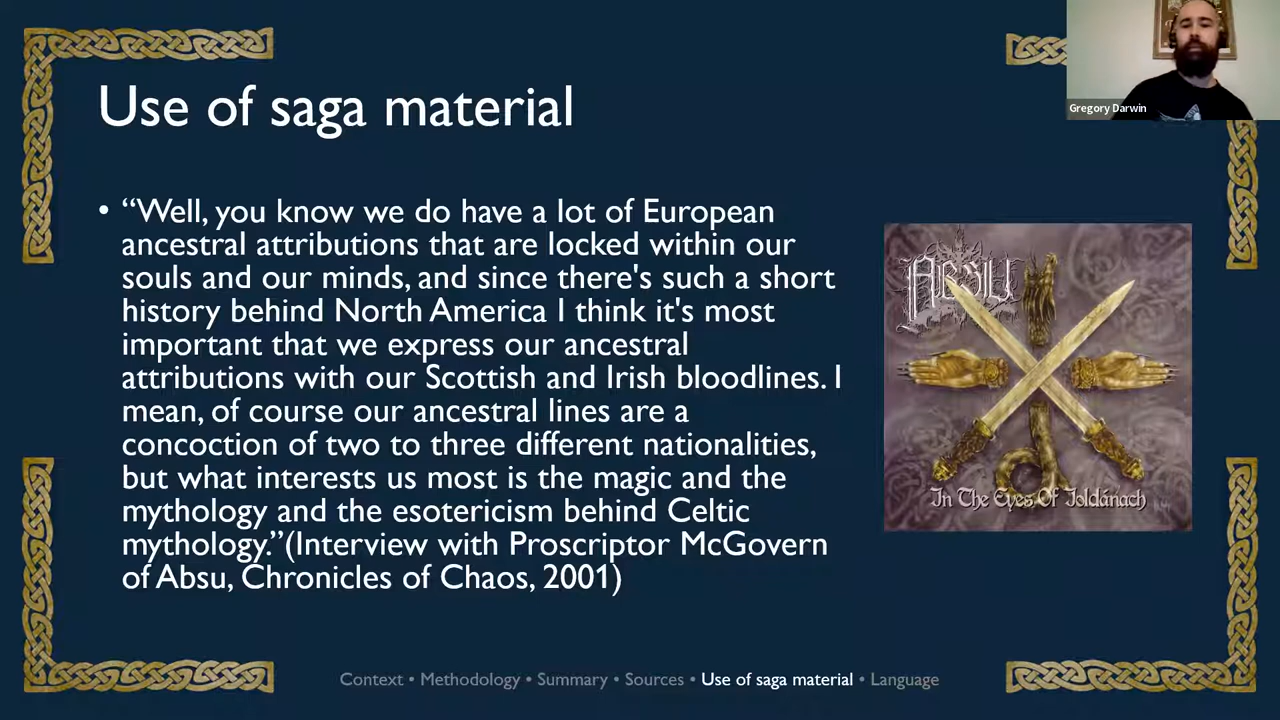 Use of saga material
Gregory Darwin
• “Well, you know we do have a lot of European
ancestral attributions that are locked within our
souls and our minds, and since there's such a short
history behind North America I think it's most
important that we express our ancestral
attributions with our Scottish and Irish bloodlines. I
mean, of course our ancestral lines are a
concoction of two to three different nationalities,
but what interests us most is the magic and the
mythology and the esotericism behind Celtic
mythology.”(Interview with Proscriptor McGovern
of Absu, Chronicles of Chaos, 2001)
Absu
In The Eyes Of Ioldánach
Context • Methodology • Summary • Sources • Use of saga material • Language